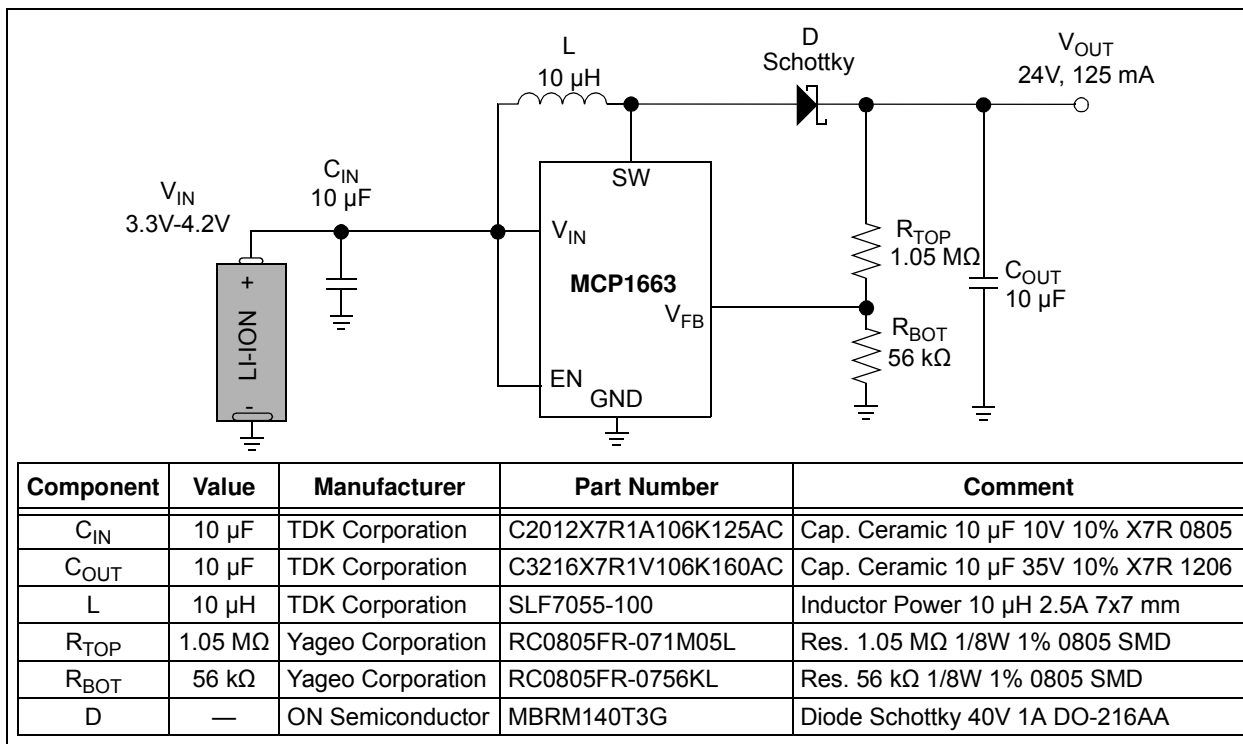 L
10 µH
D
Schottky
V_OUT
24V, 125 mA
C_IN
10 µF
V_IN
3.3V-4.2V
SW
V_IN
MCP1663
V_FB
EN
GND
R_TOP
1.05 MΩ
R_BOT
56 kΩ
C_OUT
10 µF
+
LI-ION
-
Component Value Manufacturer Part Number Comment
C_IN 10 µF TDK Corporation C2012X7R1A106K125AC Cap. Ceramic 10 µF 10V 10% X7R 0805
C_OUT 10 µF TDK Corporation C3216X7R1V106K160AC Cap. Ceramic 10 µF 35V 10% X7R 1206
L 10 µH TDK Corporation SLF7055-100 Inductor Power 10 µH 2.5A 7x7 mm
R_TOP 1.05 MΩ Yageo Corporation RC0805FR-071M05L Res. 1.05 MΩ 1/8W 1% 0805 SMD
R_BOT 56 kΩ Yageo Corporation RC0805FR-0756KL Res. 56 kΩ 1/8W 1% 0805 SMD
D — ON Semiconductor MBRM140T3G Diode Schottky 40V 1A DO-216AA